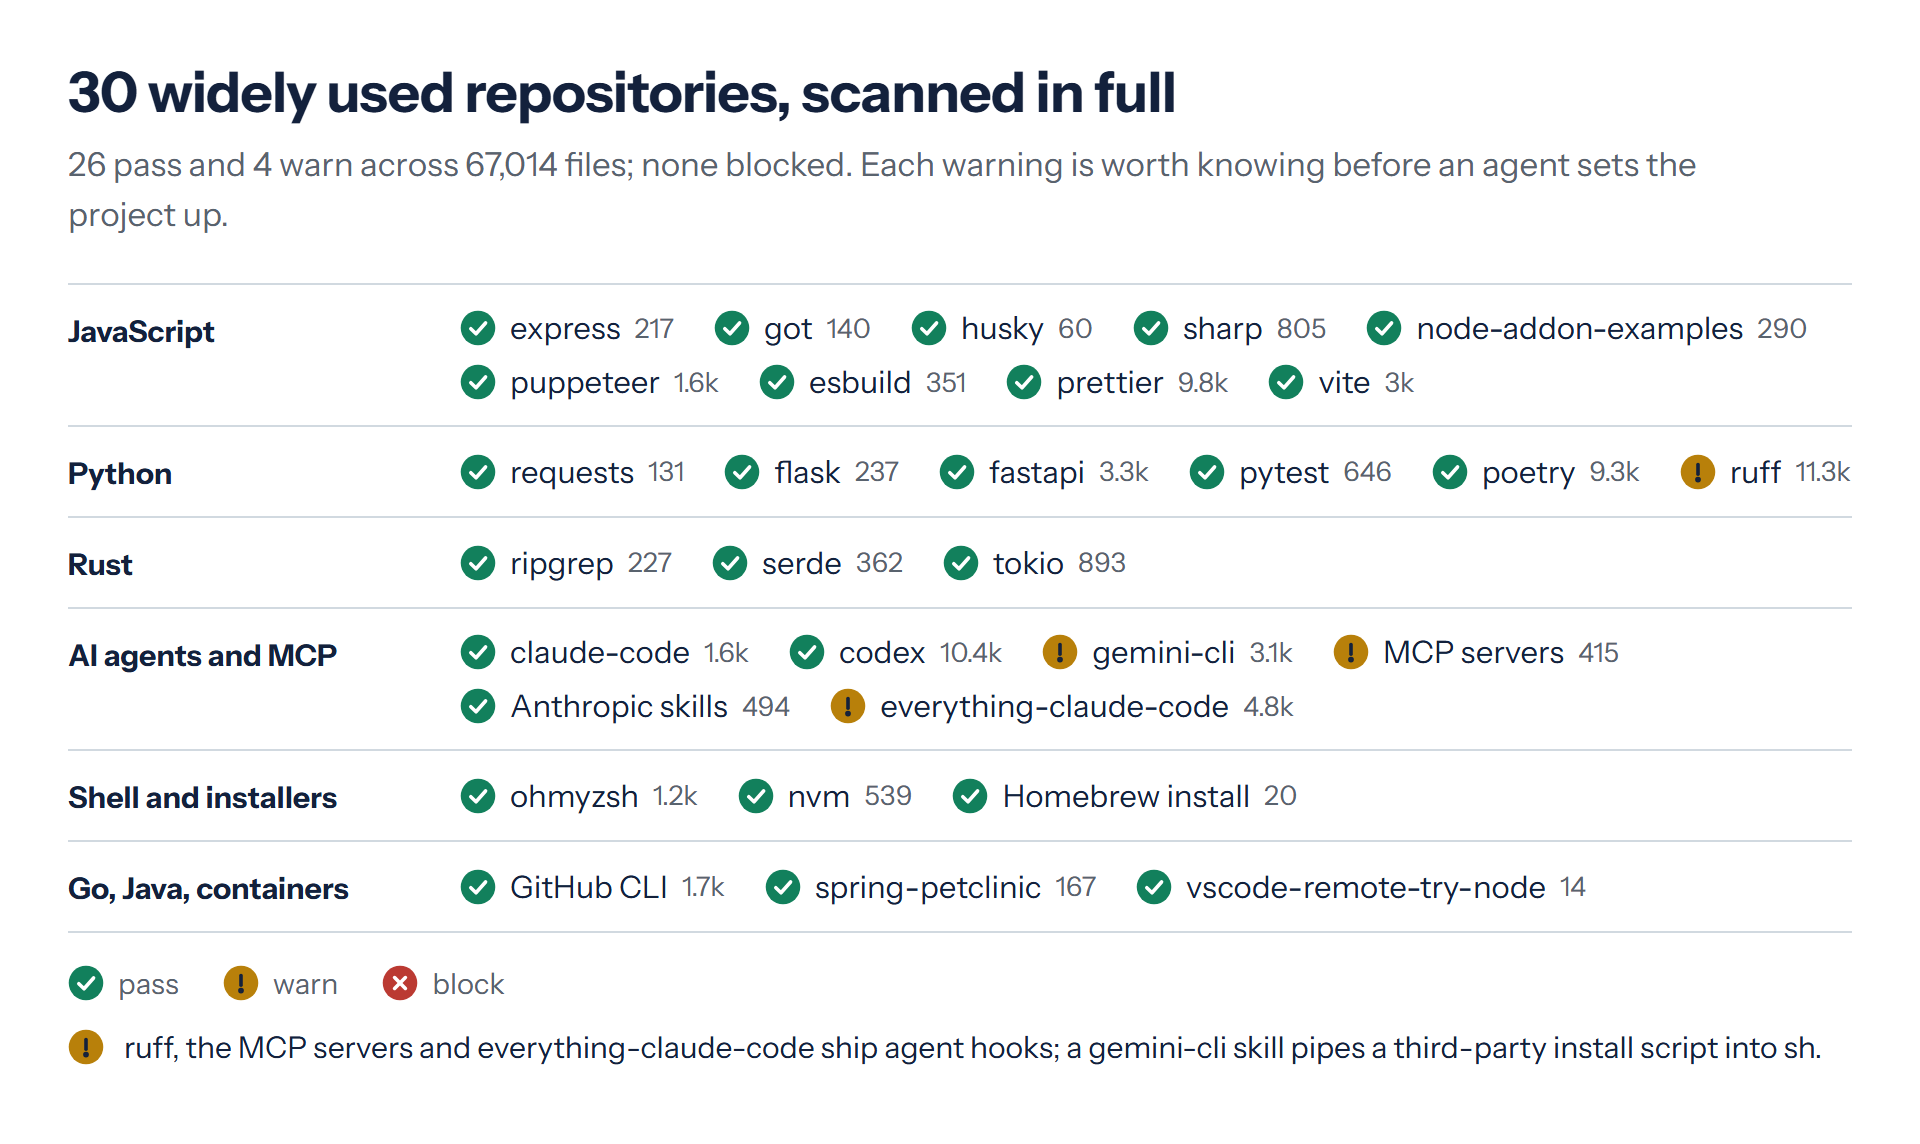 30 widely used repositories, scanned in full
26 pass and 4 warn across 67,014 files; none blocked. Each warning is worth knowing before an agent sets the
project up.
JavaScript express 217 got 140 husky 60 sharp 805 node-addon-examples 290
puppeteer 1.6k esbuild 351 prettier 9.8k vite 3k
Python requests 131 flask 237 fastapi 3.3k pytest 646 poetry 9.3k ruff 11.3k
Rust ripgrep 227 serde 362 tokio 893
AI agents and MCP claude-code 1.6k codex 10.4k gemini-cli 3.1k MCP servers 415
Anthropic skills 494 everything-claude-code 4.8k
Shell and installers ohmyzsh 1.2k nvm 539 Homebrew install 20
Go, Java, containers GitHub CLI 1.7k spring-petclinic 167 vscode-remote-try-node 14
pass warn block
ruff, the MCP servers and everything-claude-code ship agent hooks; a gemini-cli skill pipes a third-party install script into sh.